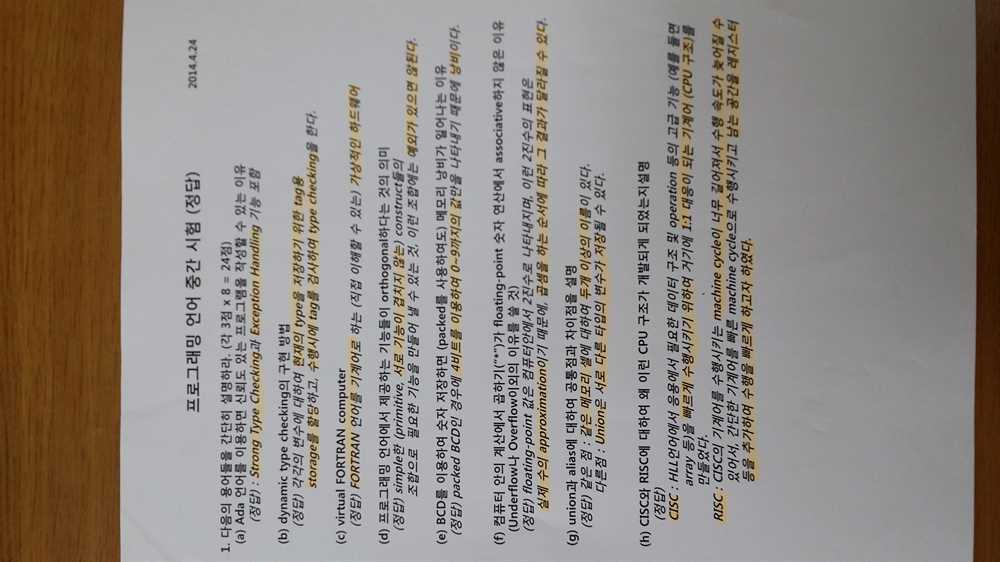 프로그래밍 언어 중간 시험 (정답)
2014.4.24
1. 다음의 용어들을 간단히 설명하라. (각 3점 x 8 = 24점)
(a) Ada 언어를 이용하면 신뢰도 있는 프로그램을 작성할 수 있는 이유
(정답) : Strong Type Checking과 Exception Handling 기능 포함
(b) dynamic type checking의 구현 방법
(정답) 각각의 변수에 대하여 현재의 type을 저장하기 위한 tag용
storage를 할당하고, 수행시에 tag를 검사하여 type checking을 한다.
(c) virtual FORTRAN computer
(정답) FORTRAN 언어를 기계어로 하는 (직접 이해할 수 있는) 가상적인 하드웨어
(d) 프로그래밍 언어에서 제공하는 기능들이 orthogonal하다는 것의 의미
(정답) simple한 (primitive, 서로 기능이 겹치지 않는) construct들의
조합으로 필요한 기능을 만들어 낼 수 있는 것, 이런 조합에는 예외가 있으면 않된다.
(e) BCD를 이용하여 숫자 저장하면 (packed를 사용하여도) 메모리 낭비가 일어나는 이유
(정답) packed BCD인 경우에 4비트를 이용하여 0~9까지의 값만을 나타내기 때문에 낭비이다.
(f) 컴퓨터 안의 계산에서 곱하기("*")가 floating-point 숫자 연산에서 associative하지 않은 이유
(Underflow나 Overflow이외의 이유를 쓸 것)
(정답) floating-point 값은 컴퓨터안에서 2진수로 나타내지며, 이런 2진수의 표현은
실제 수의 approximation이기 때문에, 곱셈을 하는 순서에 따라 그 결과가 달라질 수 있다.
(g) union과 alias에 대하여 공통점과 차이점을 설명
(정답) 같은 점 : 같은 메모리 셀에 대하여 두개 이상의 이름이 있다.
다른점 : Union은 서로 다른 타입의 변수가 저장될 수 있다.
(h) CISC와 RISC에 대하여 왜 이런 CPU 구조가 개발되게 되었는지설명
(정답)
CISC : HLL언어에서 응용에서 필요한 데이터 구조 및 operation 등의 고급 기능 (예를 들면
array 등)을 빠르게 수행시키기 위하여 거기에 1:1 대응이 되는 기계어 (CPU 구조)를
만들었다.
RISC : CISC의 기계어를 수행시키는 machine cycle이 너무 길어져서 수행 속도가 늦어질 수
있어서, 간단한 기계어를 빠른 machine cycle으로 수행시키고 남는 공간을 레지스터
등을 추가하여 수행을 빠르게 하고자 하였다.